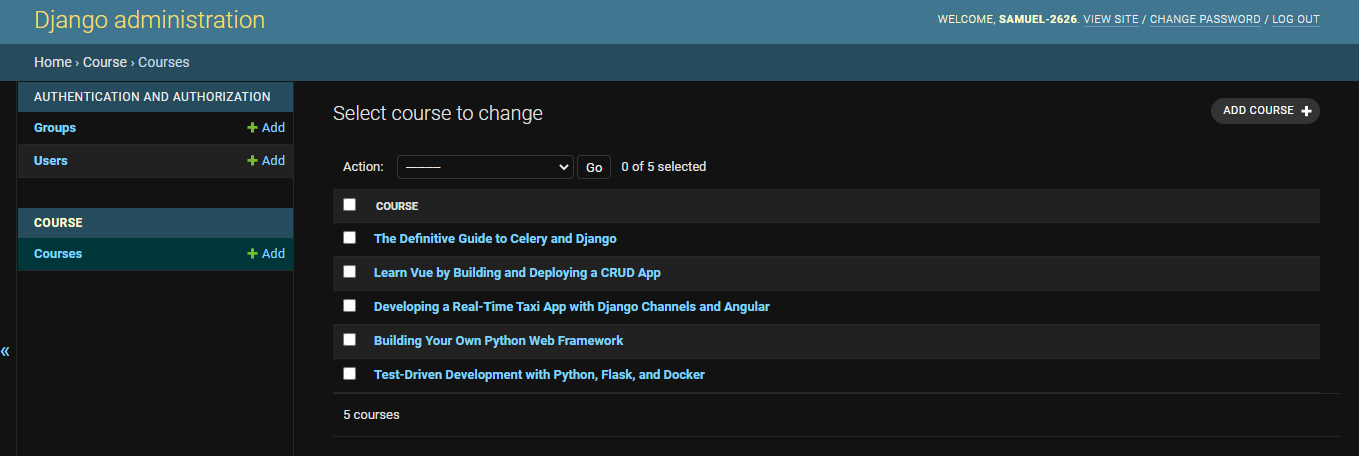 Django administration
WELCOME, SAMUEL-2626. VIEW SITE / CHANGE PASSWORD / LOG OUT
Home › Course › Courses
AUTHENTICATION AND AUTHORIZATION
Groups + Add
Users + Add
COURSE
Courses + Add
«
Select course to change
ADD COURSE +
Action: --------- Go 0 of 5 selected
COURSE
The Definitive Guide to Celery and Django
Learn Vue by Building and Deploying a CRUD App
Developing a Real-Time Taxi App with Django Channels and Angular
Building Your Own Python Web Framework
Test-Driven Development with Python, Flask, and Docker
5 courses